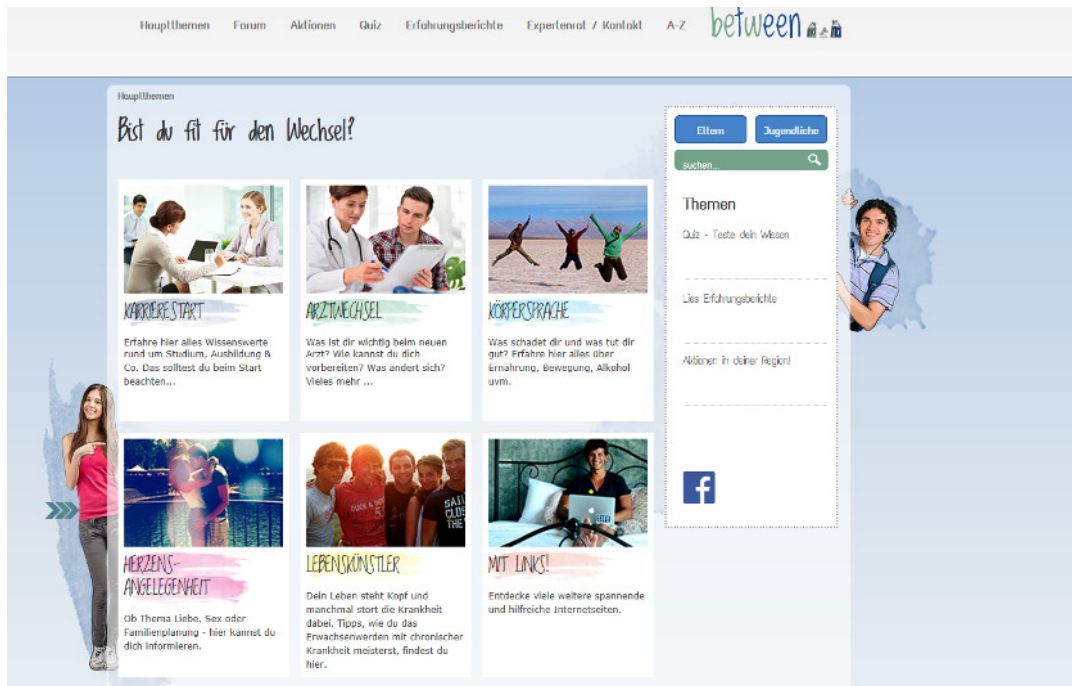 Hauptthemen Forum Aktionen Quiz Erfahrungsberichte Expertenrat / Kontakt A-Z between
Hauptthemen
Bist du fit für den Wechsel?
KARRIERESTART
Erfahre hier alles Wissenswerte
rund um Studium, Ausbildung &
Co. Das solltest du beim Start
beachten...
ARZTWECHSEL
Was ist dir wichtig beim neuen
Arzt? Wie kannst du dich
vorbereiten? Was ändert sich?
Vieles mehr ...
KÖRPERSPRACHE
Was schadet dir und was tut dir
gut? Erfahre hier alles über
Ernährung, Bewegung, Alkohol
uvm.
HERZENS-
ANGELEGENHEIT
Ob Thema Liebe, Sex oder
Familienplanung - hier kannst du
dich informieren.
LEBENSKÜNSTLER
Dein Leben steht Kopf und
manchmal stört die Krankheit
dabei. Tipps, wie du das
Erwachsenwerden mit chronischer
Krankheit meisterst, findest du
hier.
MIT LINKS!
Entdecke viele weitere spannende
und hilfreiche Internetseiten.
Eltern Jugendliche
suchen...
Themen
Quiz - Teste dein Wissen
Lies Erfahrungsberichte
Aktionen in deiner Region!
f